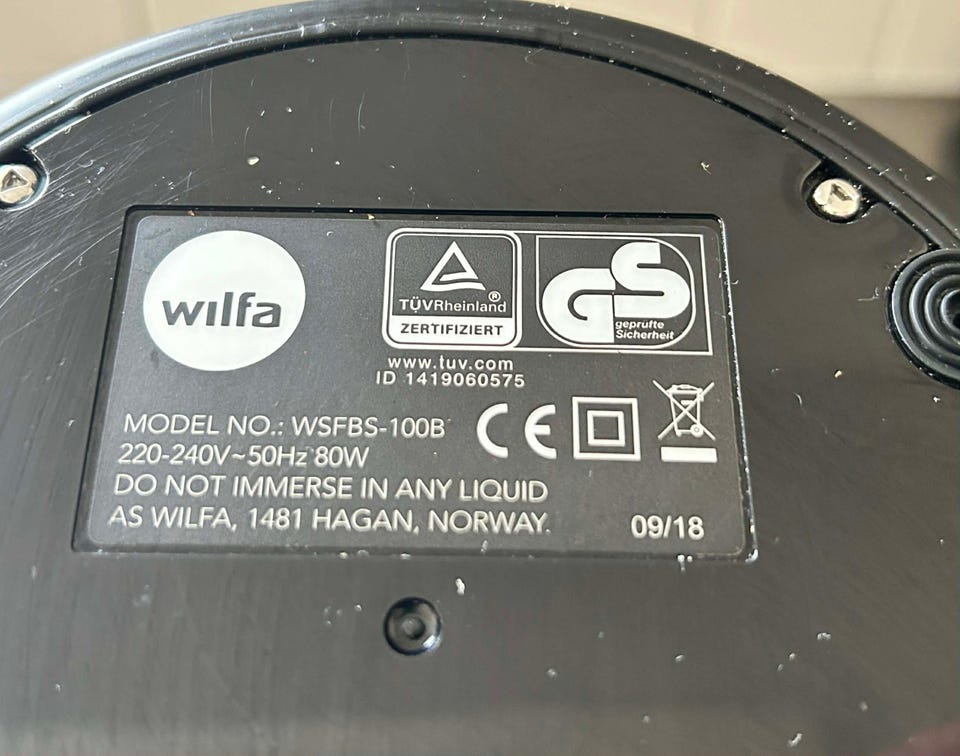 wilfa
TÜVRheinland®
ZERTIFIZIERT
GS
geprüfte
Sicherheit
www.tuv.com
ID 1419060575
CE
MODEL NO.: WSFBS-100B
220-240V~50Hz 80W
DO NOT IMMERSE IN ANY LIQUID
AS WILFA, 1481 HAGAN, NORWAY.
09/18